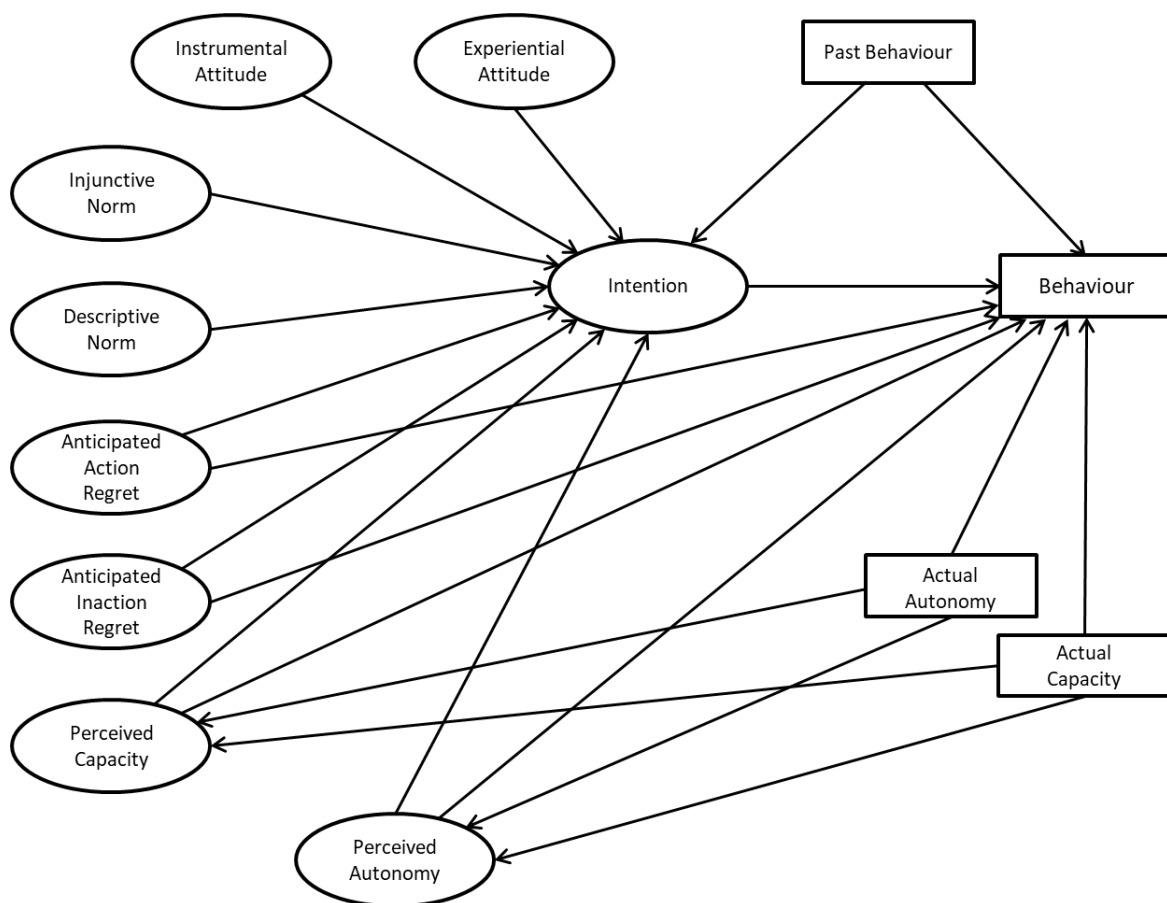 Instrumental
Attitude
Experiential
Attitude
Past Behaviour
Injunctive
Norm
Intention
Behaviour
Descriptive
Norm
Anticipated
Action
Regret
Anticipated
Inaction
Regret
Actual
Autonomy
Actual
Capacity
Perceived
Capacity
Perceived
Autonomy